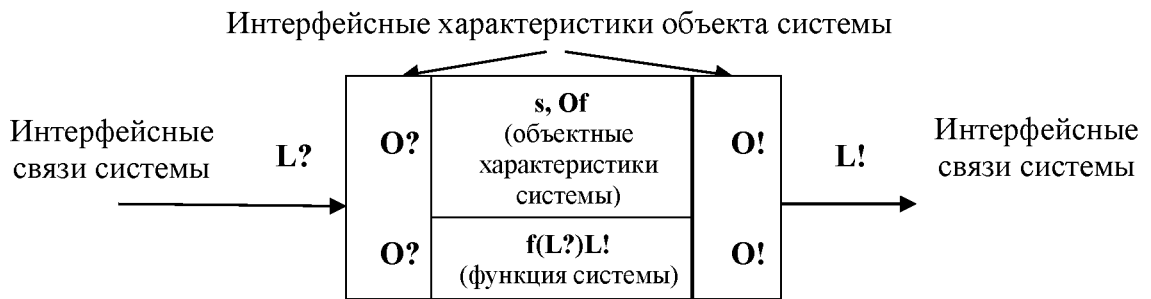 Интерфейсные характеристики объекта системы
Интерфейсные
связи системы
L?
O?
O?
s, Of
(объектные
характеристики
системы)
f(L?)L!
(функция системы)
O!
O!
L!
Интерфейсные
связи системы